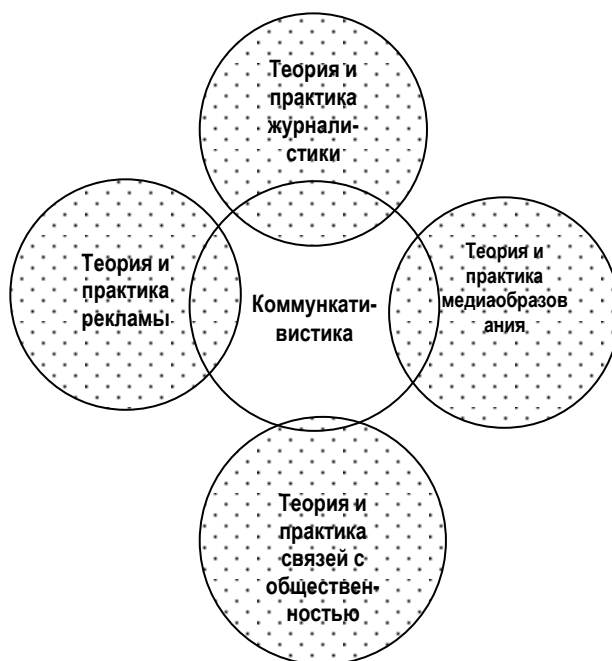 Теория и
практика
журнали-
стики
Теория и
практика
рекламы
Коммункати-
вистика
Теория и
практика
медиаобразов
ания
Теория и
практика
связей с
обществен-
ностью